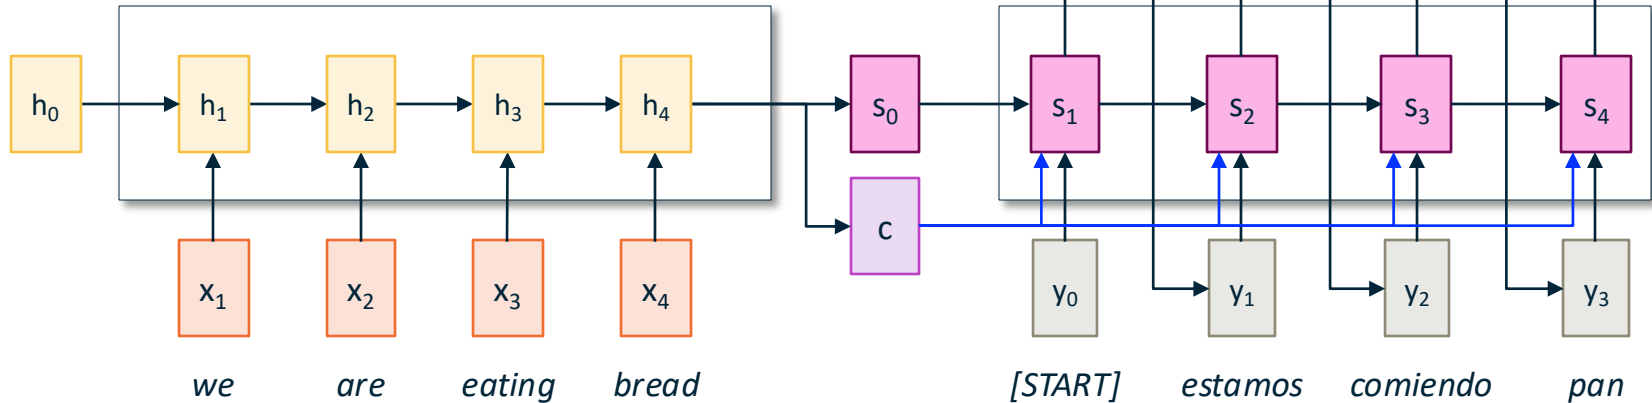 h₀ h₁ h₂ h₃ h₄ s₀ s₁ s₂ s₃ s₄
c
x₁ x₂ x₃ x₄ y₀ y₁ y₂ y₃
we are eating bread [START] estamos comiendo pan